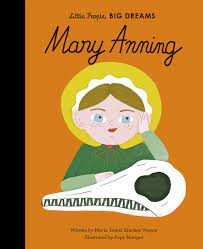 Little People, BIG DREAMS
Mary Anning
Written by Maria Isabel Sánchez Vegara
Illustrated by Popy Matigot